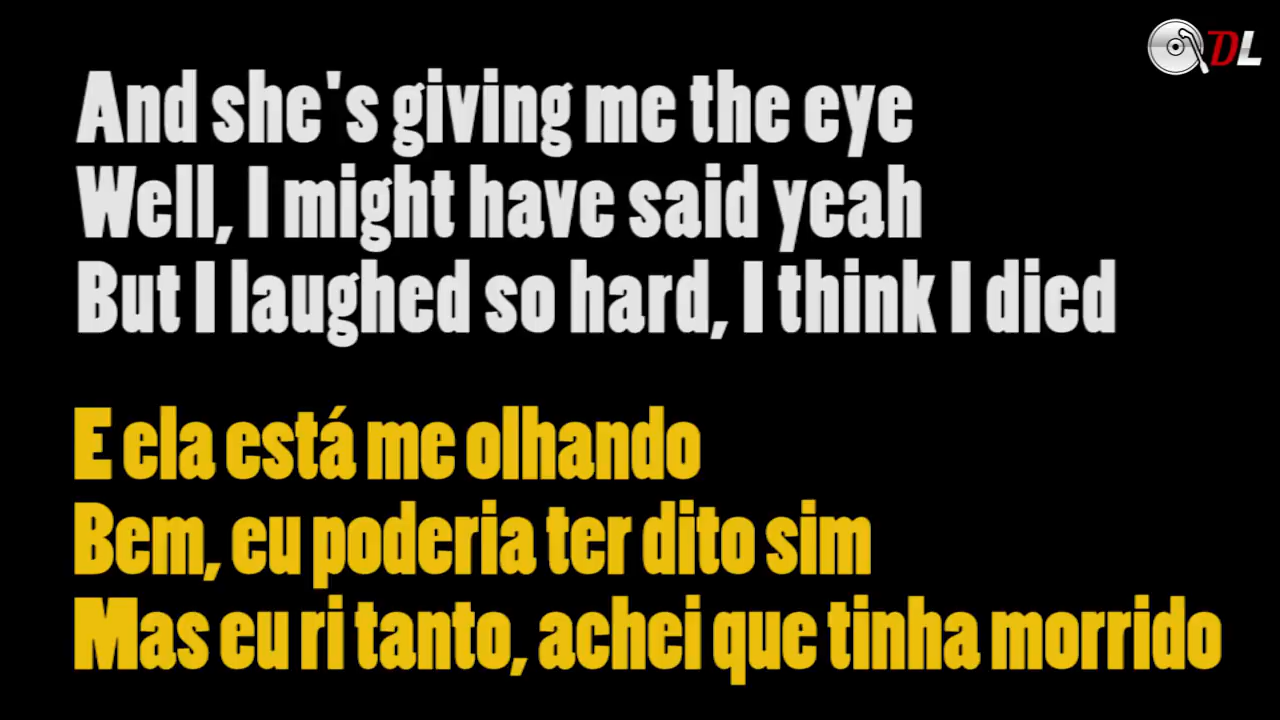 DL
And she's giving me the eye
Well, I might have said yeah
But I laughed so hard, I think I died
E ela está me olhando
Bem, eu poderia ter dito sim
Mas eu ri tanto, achei que tinha morrido